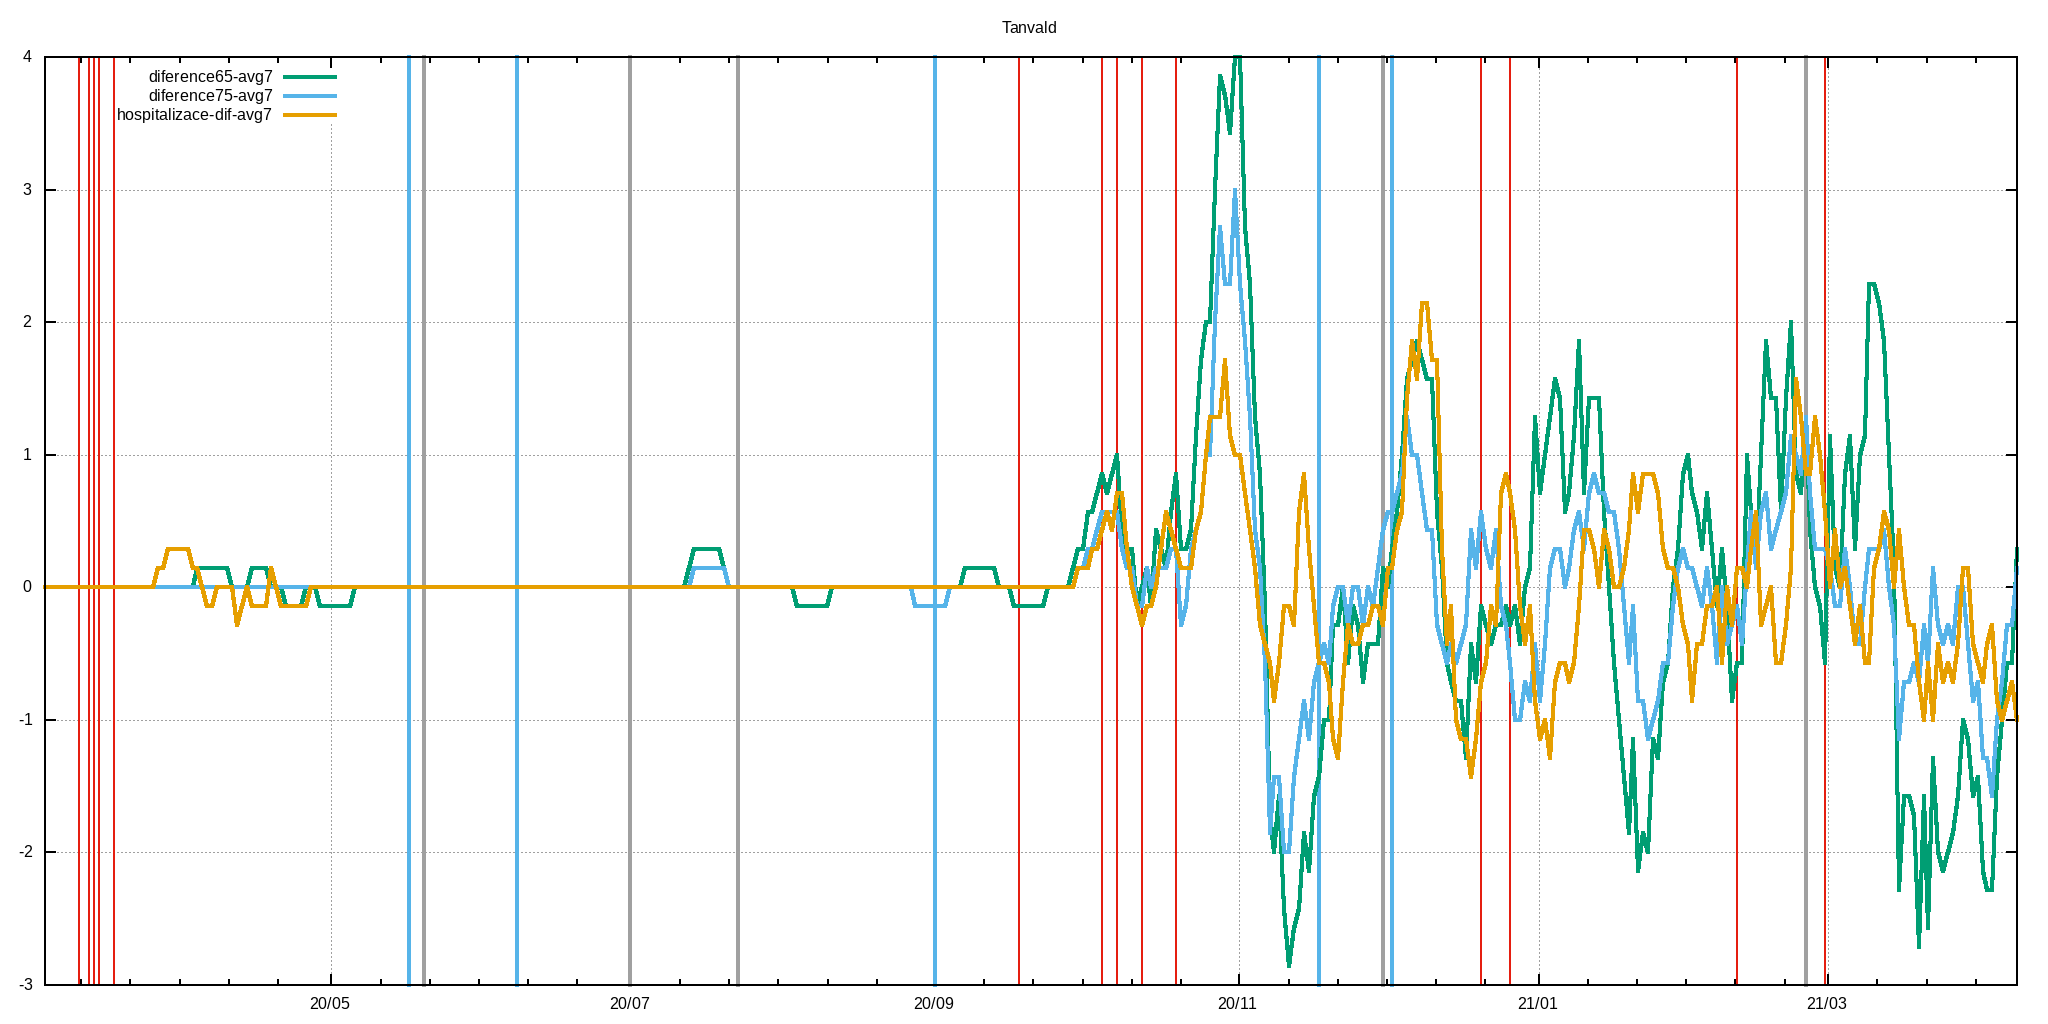 Tanvald
4
diference65-avg7
diference75-avg7
hospitalizace-dif-avg7
3
2
1
0
-1
-2
-3
20/05 20/07 20/09 20/11 21/01 21/03